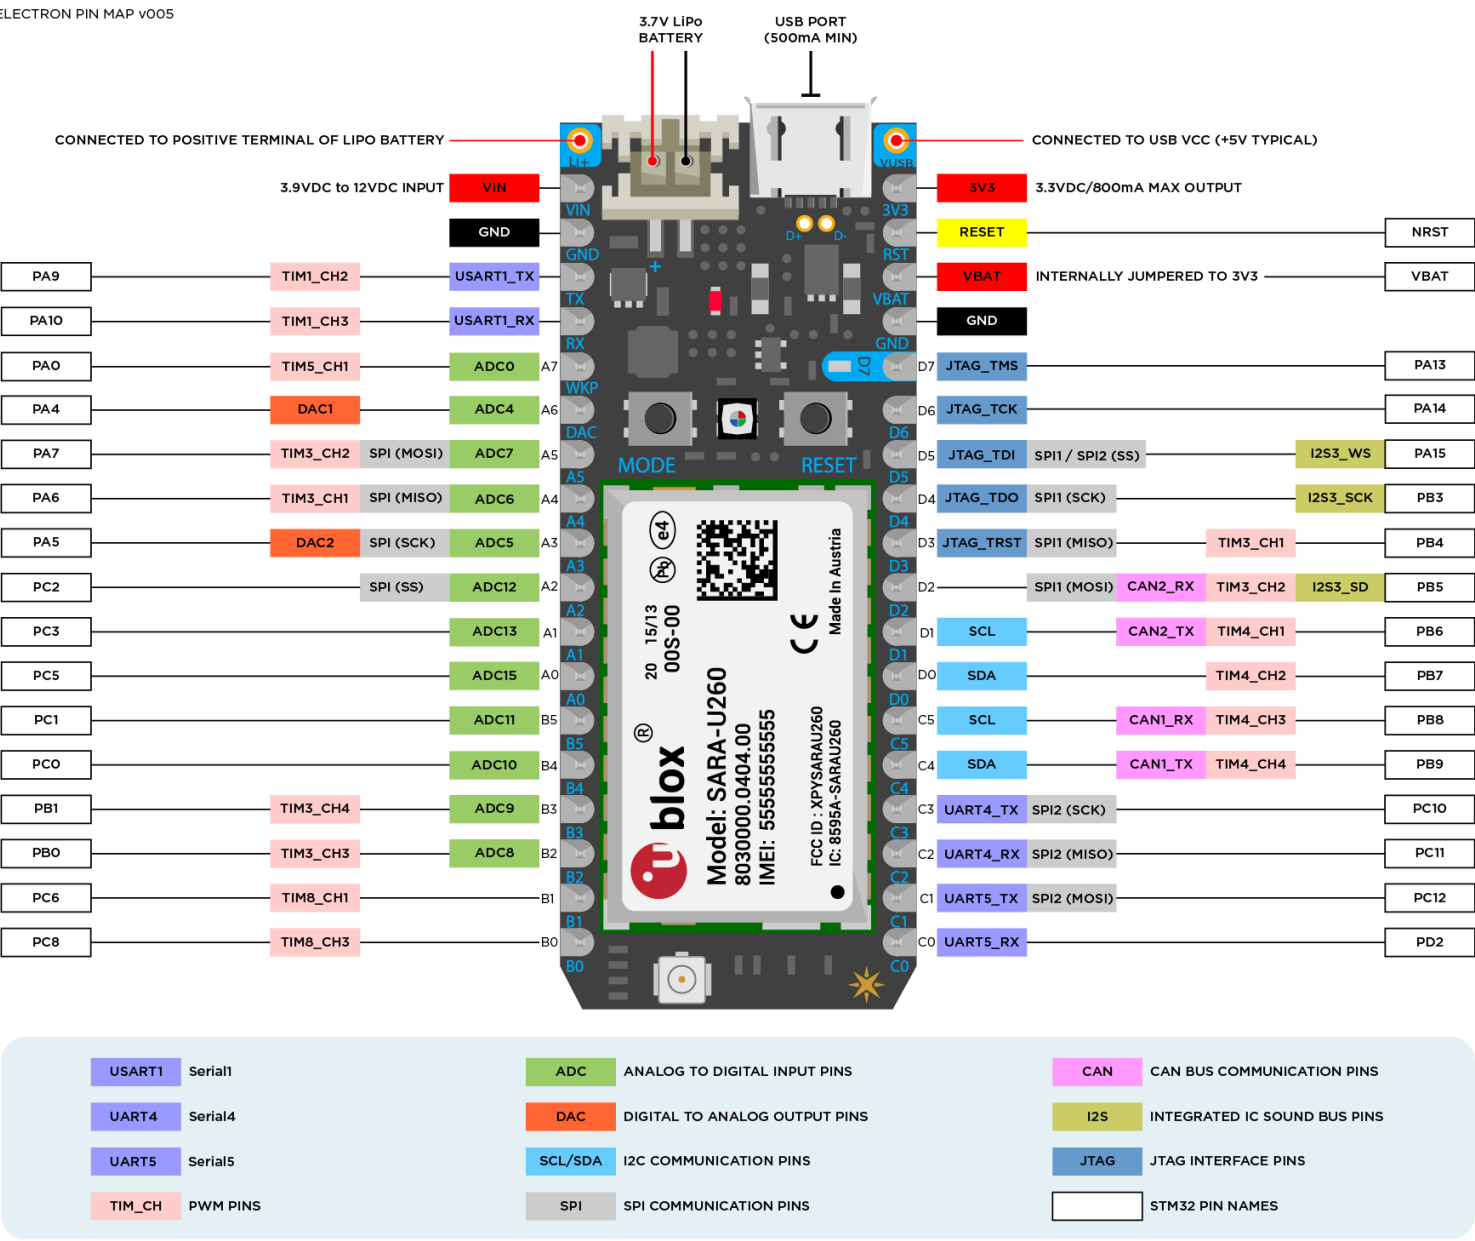 ELECTRON PIN MAP v005
3.7V LiPo
BATTERY
USB PORT
(500mA MIN)
CONNECTED TO POSITIVE TERMINAL OF LIPO BATTERY
CONNECTED TO USB VCC (+5V TYPICAL)
Li+
VUSB
3.9VDC to 12VDC INPUT VIN
VIN
3V3
3V3 3.3VDC/800mA MAX OUTPUT
GND
GND
D+ D-
RST
RESET NRST
PA9 TIM1_CH2 USART1_TX
TX
+
VBAT
VBAT INTERNALLY JUMPERED TO 3V3 VBAT
PA10 TIM1_CH3 USART1_RX
RX
GND
GND
PA0 TIM5_CH1 ADC0 A7
WKP
D7
D7 JTAG_TMS PA13
PA4 DAC1 ADC4 A6
DAC
D6
D6 JTAG_TCK PA14
MODE
RESET
PA7 TIM3_CH2 SPI (MOSI) ADC7 A5
A5
D5
D5 JTAG_TDI SPI1 / SPI2 (SS) I2S3_WS PA15
PA6 TIM3_CH1 SPI (MISO) ADC6 A4
A4
D4
D4 JTAG_TDO SPI1 (SCK) I2S3_SCK PB3
PA5 DAC2 SPI (SCK) ADC5 A3
A3
D3
D3 JTAG_TRST SPI1 (MISO) TIM3_CH1 PB4
PC2 SPI (SS) ADC12 A2
A2
D2
D2 SPI1 (MOSI) CAN2_RX TIM3_CH2 I2S3_SD PB5
PC3 ADC13 A1
A1
D1
D1 SCL CAN2_TX TIM4_CH1 PB6
PC5 ADC15 A0
A0
D0
D0 SDA TIM4_CH2 PB7
PC1 ADC11 B5
B5
C5
C5 SCL CAN1_RX TIM4_CH3 PB8
PC0 ADC10 B4
B4
C4
C4 SDA CAN1_TX TIM4_CH4 PB9
PB1 TIM3_CH4 ADC9 B3
B3
C3
C3 UART4_TX SPI2 (SCK) PC10
PB0 TIM3_CH3 ADC8 B2
B2
C2
C2 UART4_RX SPI2 (MISO) PC11
PC6 TIM8_CH1 B1
B1
C1
C1 UART5_TX SPI2 (MOSI) PC12
PC8 TIM8_CH3 B0
B0
C0
C0 UART5_RX PD2
u blox ®
20 15/13
00S-00
Pb e4
Model: SARA-U260
8030000.0404.00
IMEI: 555555555555555
CE
FCC ID : XPYSARAU260
IC: 8595A-SARAU260
Made In Austria
USART1 Serial1
UART4 Serial4
UART5 Serial5
TIM_CH PWM PINS
ADC ANALOG TO DIGITAL INPUT PINS
DAC DIGITAL TO ANALOG OUTPUT PINS
SCL/SDA I2C COMMUNICATION PINS
SPI SPI COMMUNICATION PINS
CAN CAN BUS COMMUNICATION PINS
I2S INTEGRATED IC SOUND BUS PINS
JTAG JTAG INTERFACE PINS
STM32 PIN NAMES